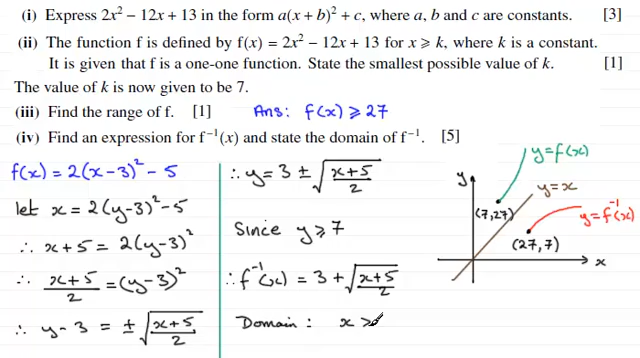 (i) Express 2x² − 12x + 13 in the form a(x + b)² + c, where a, b and c are constants. [3]
(ii) The function f is defined by f(x) = 2x² − 12x + 13 for x ⩾ k, where k is a constant.
It is given that f is a one-one function. State the smallest possible value of k. [1]
The value of k is now given to be 7.
(iii) Find the range of f. [1] Ans: f(x) ⩾ 27
(iv) Find an expression for f⁻¹(x) and state the domain of f⁻¹. [5]
f(x) = 2(x−3)² − 5
let x = 2(y−3)² − 5
∴ x + 5 = 2(y−3)²
∴ (x+5)/2 = (y−3)²
∴ y − 3 = ± √((x+5)/2)
∴ y = 3 ± √((x+5)/2)
Since y ⩾ 7
∴ f⁻¹(x) = 3 + √((x+5)/2)
Domain: x ⩾
y = f(x)
y
y = x
(7,27)
y = f⁻¹(x)
(27,7)
x